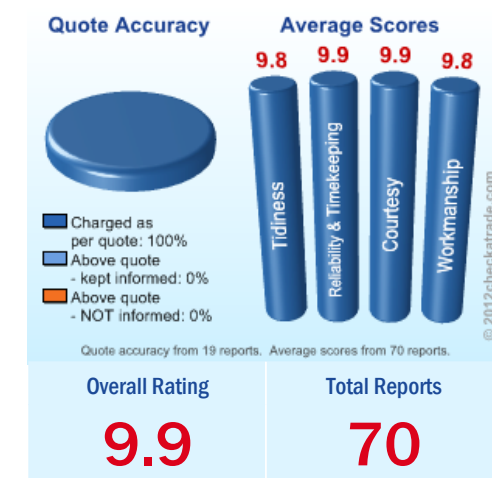 Quote Accuracy
Average Scores
9.8
9.9
9.9
9.8
Tidiness
Reliability & Timekeeping
Courtesy
Workmanship
Charged as
per quote: 100%
Above quote
- kept informed: 0%
Above quote
- NOT informed: 0%
© 2012checkatrade.com
Quote accuracy from 19 reports. Average scores from 70 reports.
Overall Rating
9.9
Total Reports
70